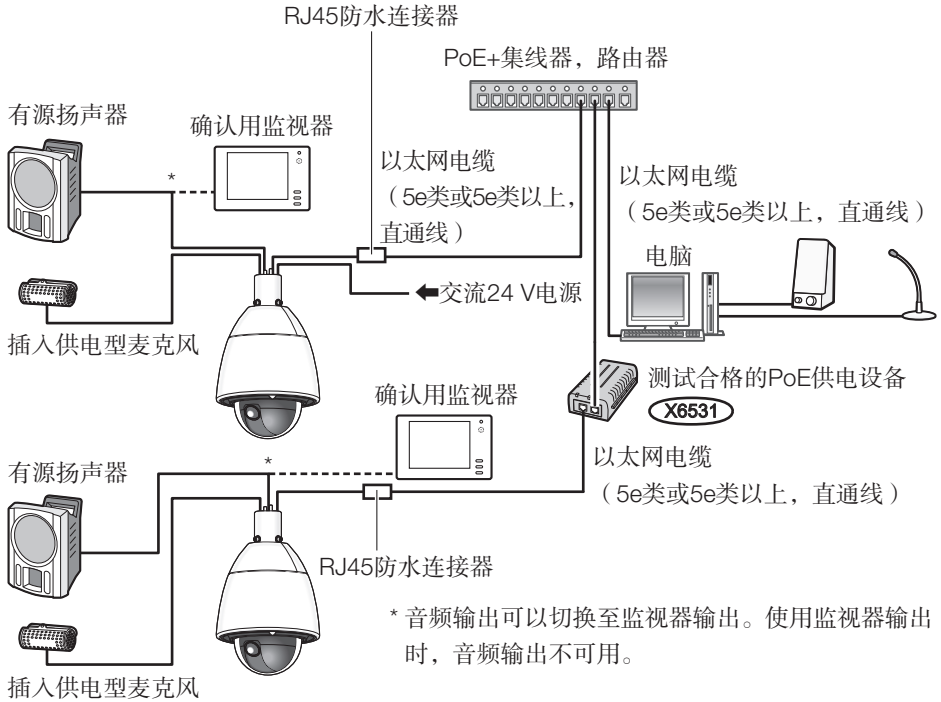 RJ45防水连接器
PoE+集线器，路由器
有源扬声器
确认用监视器
*
以太网电缆
（5e类或5e类以上，
直通线）
以太网电缆
（5e类或5e类以上，直通线）
电脑
交流24 V电源
插入供电型麦克风
测试合格的PoE供电设备
X6531
确认用监视器
以太网电缆
（5e类或5e类以上，直通线）
有源扬声器
*
RJ45防水连接器
* 音频输出可以切换至监视器输出。使用监视器输出
时，音频输出不可用。
插入供电型麦克风